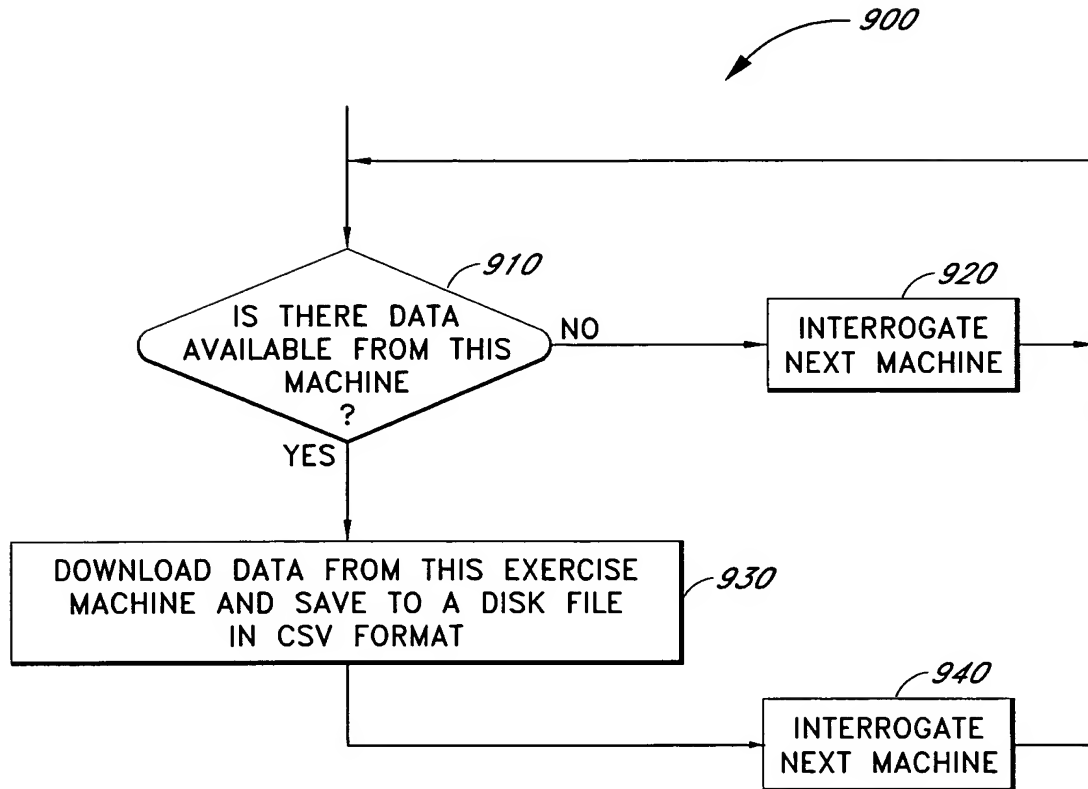 900
910
IS THERE DATA
AVAILABLE FROM THIS
MACHINE
?
NO
920
INTERROGATE
NEXT MACHINE
YES
DOWNLOAD DATA FROM THIS EXERCISE
MACHINE AND SAVE TO A DISK FILE
IN CSV FORMAT
930
940
INTERROGATE
NEXT MACHINE